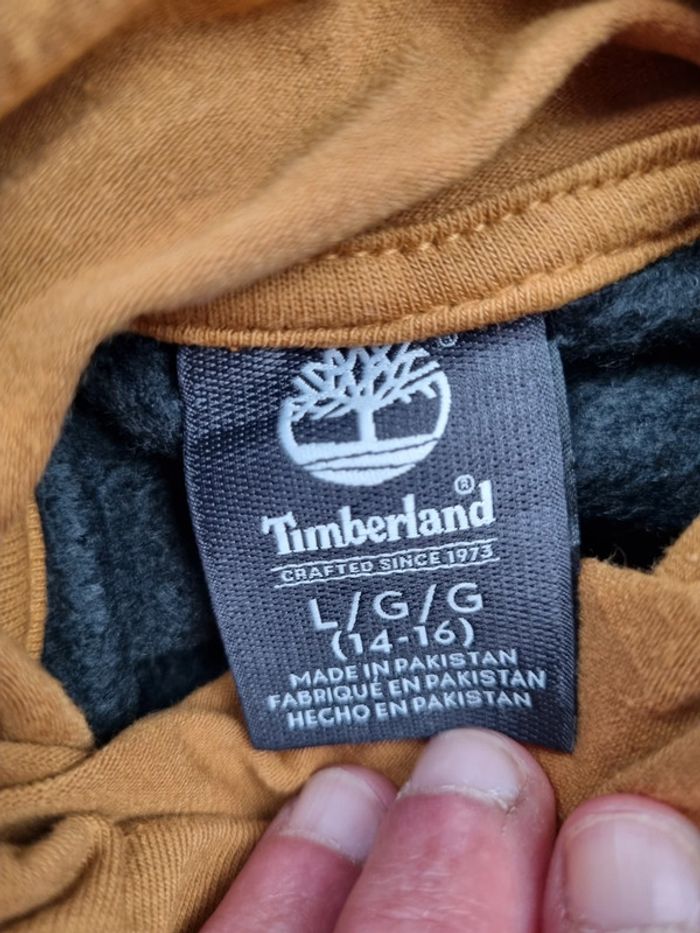 ®
Timberland®
CRAFTED SINCE 1973
L/G/G
(14-16)
MADE IN PAKISTAN
FABRIQUÉ EN PAKISTAN
HECHO EN PAKISTAN